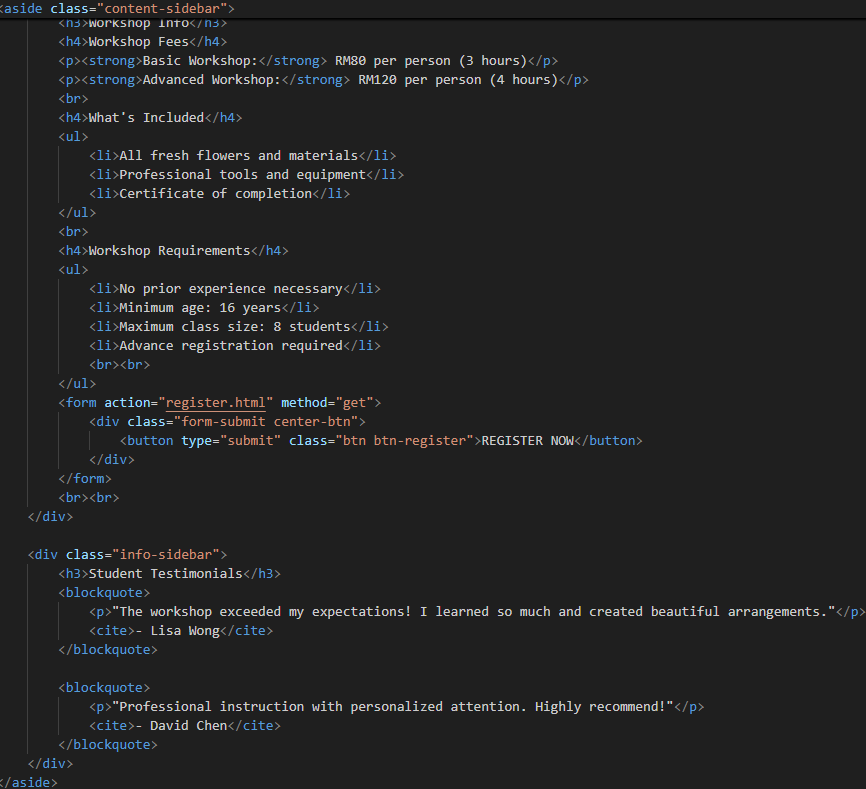 <aside class="content-sidebar">
<h3>Workshop Info</h3>
<h4>Workshop Fees</h4>
<p><strong>Basic Workshop:</strong> RM80 per person (3 hours)</p>
<p><strong>Advanced Workshop:</strong> RM120 per person (4 hours)</p>
<br>
<h4>What's Included</h4>
<ul>
<li>All fresh flowers and materials</li>
<li>Professional tools and equipment</li>
<li>Certificate of completion</li>
</ul>
<br>
<h4>Workshop Requirements</h4>
<ul>
<li>No prior experience necessary</li>
<li>Minimum age: 16 years</li>
<li>Maximum class size: 8 students</li>
<li>Advance registration required</li>
<br><br>
</ul>
<form action="register.html" method="get">
<div class="form-submit center-btn">
<button type="submit" class="btn btn-register">REGISTER NOW</button>
</div>
</form>
<br><br>
</div>
<div class="info-sidebar">
<h3>Student Testimonials</h3>
<blockquote>
<p>"The workshop exceeded my expectations! I learned so much and created beautiful arrangements."</p>
<cite>- Lisa Wong</cite>
</blockquote>
<blockquote>
<p>"Professional instruction with personalized attention. Highly recommend!"</p>
<cite>- David Chen</cite>
</blockquote>
</div>
</aside>